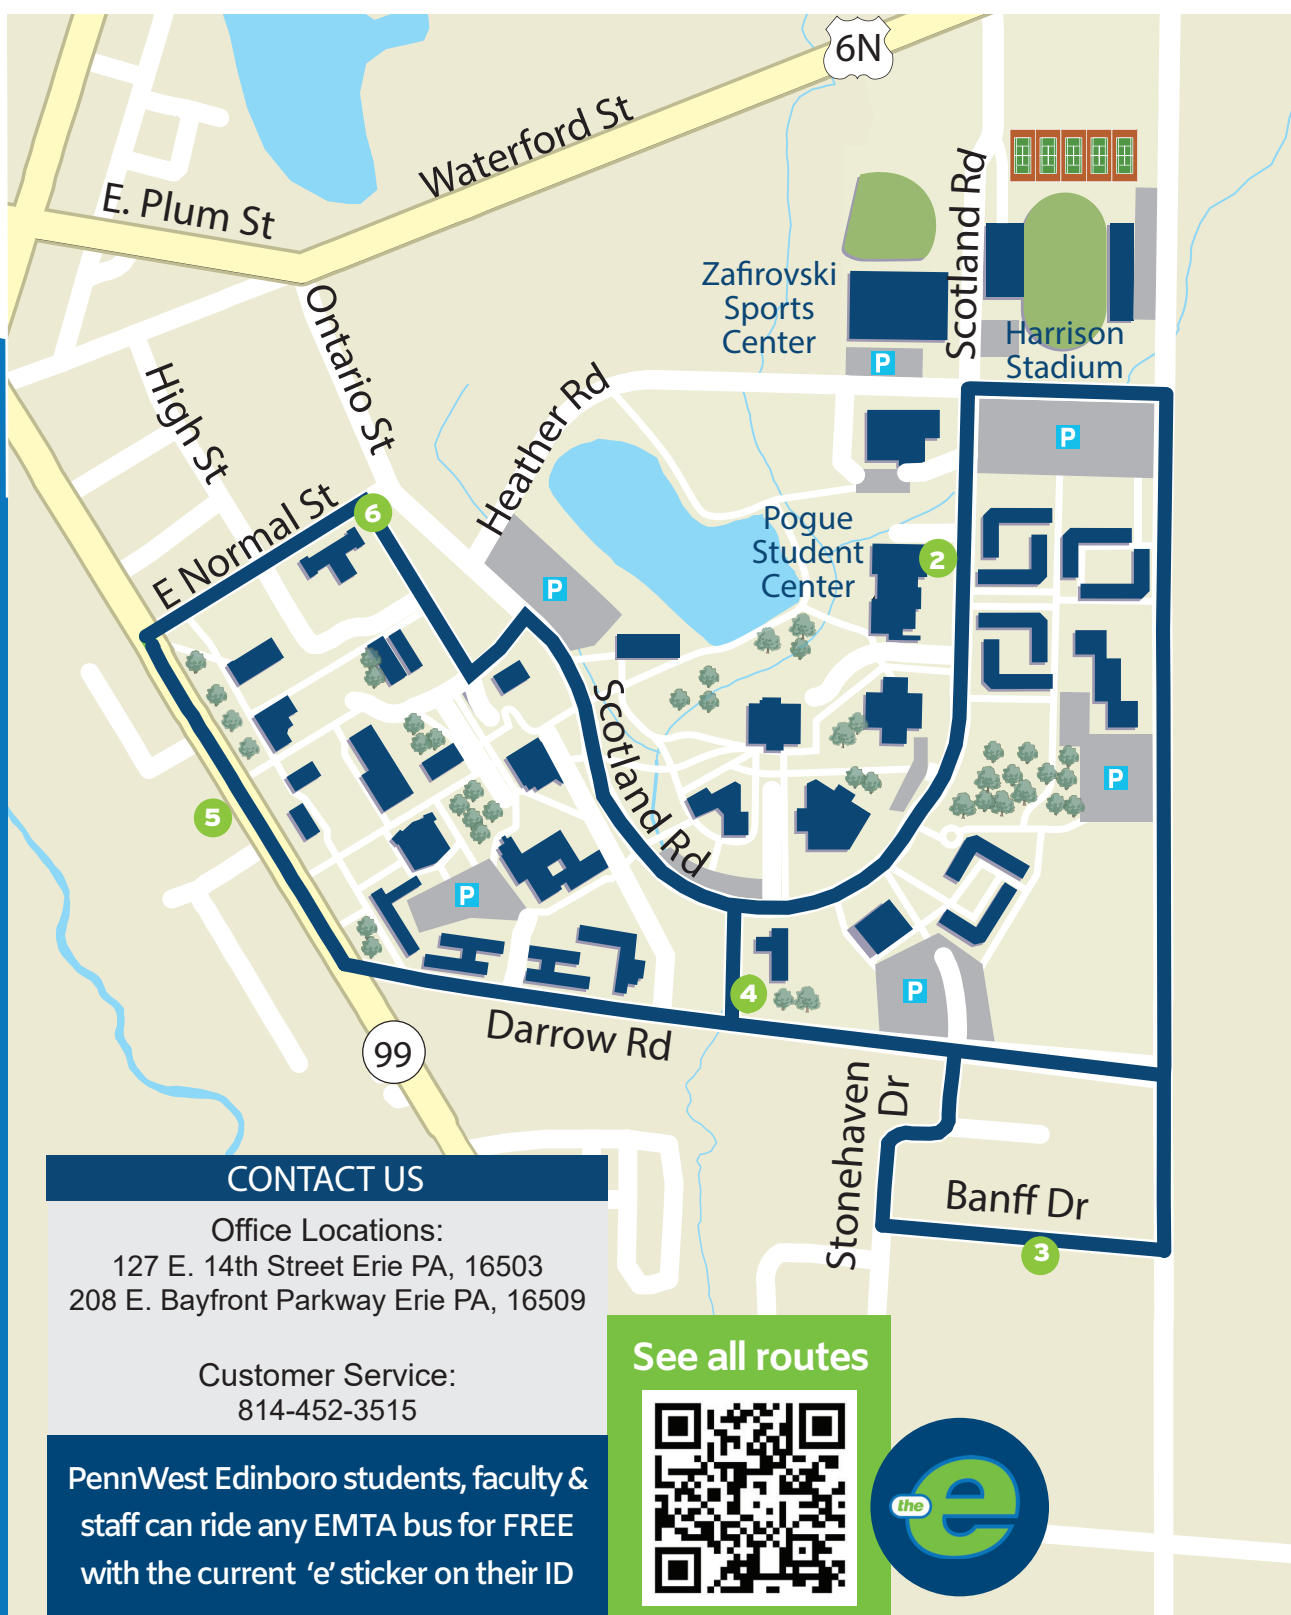 6N
Waterford St
E. Plum St
Scotland Rd
Zafirovski
Sports
Center
Harrison
Stadium
P
Ontario St
High St
Heather Rd
P
E Normal St
6
Pogue
Student
Center
2
P
Scotland Rd
P
5
P
P
4
Darrow Rd
99
Stonehaven
Dr
Banff Dr
3
CONTACT US
Office Locations:
127 E. 14th Street Erie PA, 16503
208 E. Bayfront Parkway Erie PA, 16509
Customer Service:
814-452-3515
See all routes
PennWest Edinboro students, faculty &
staff can ride any EMTA bus for FREE
with the current 'e' sticker on their ID
the e